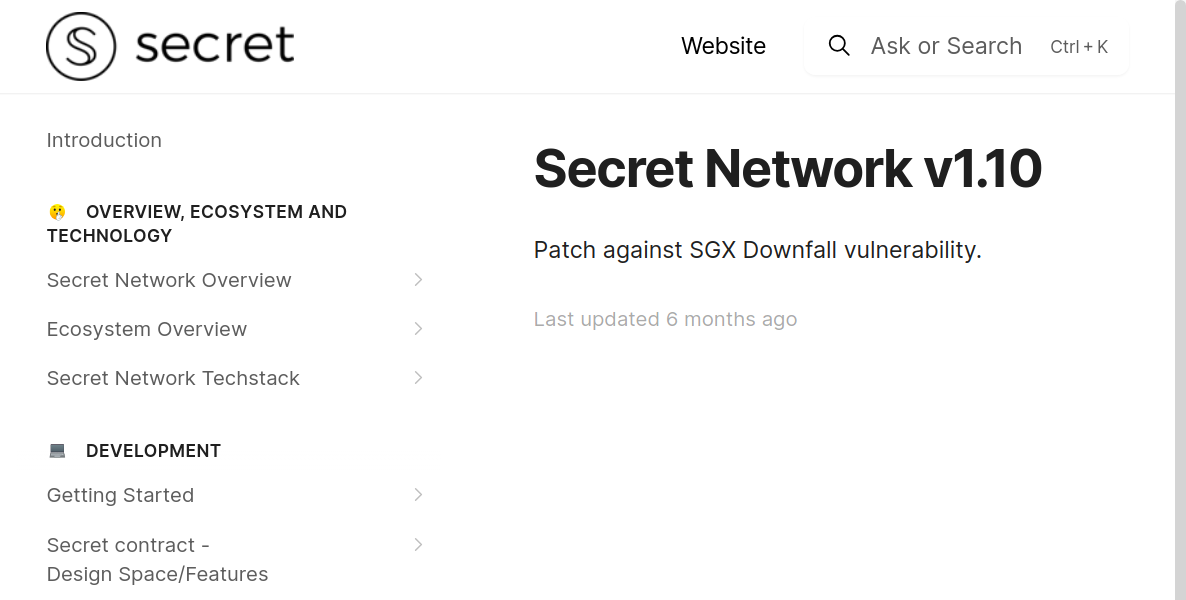 secret
Website
Ask or Search Ctrl + K
Introduction
OVERVIEW, ECOSYSTEM AND
TECHNOLOGY
Secret Network Overview
Ecosystem Overview
Secret Network Techstack
DEVELOPMENT
Getting Started
Secret contract -
Design Space/Features
Secret Network v1.10
Patch against SGX Downfall vulnerability.
Last updated 6 months ago